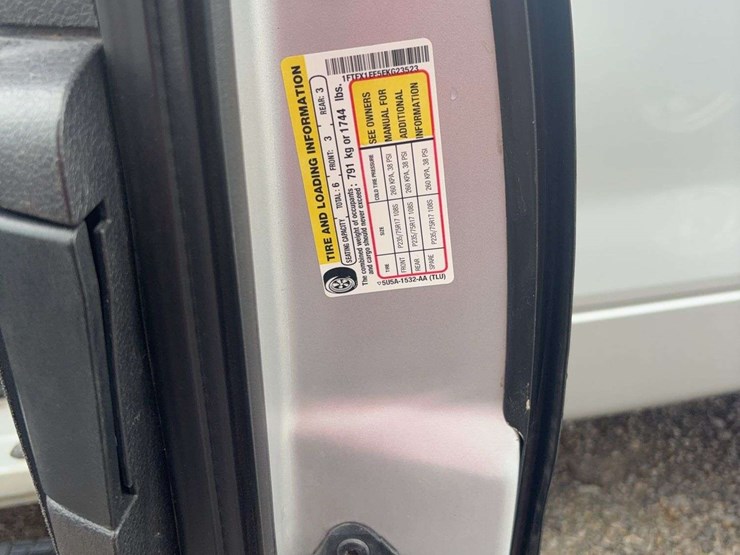 TIRE AND LOADING INFORMATION
SEATING CAPACITY TOTAL: 6 FRONT: 3 REAR: 3
The combined weight of occupants
and cargo should never exceed: 791 kg or 1744 lbs.
TIRE SIZE COLD TIRE PRESSURE
FRONT P235/75R17 108S 260 KPA, 38 PSI
REAR P235/75R17 108S 260 KPA, 38 PSI
SPARE P235/75R17 108S 260 KPA, 38 PSI
SEE OWNERS
MANUAL FOR
ADDITIONAL
INFORMATION
5U5A-1532-AA (TLU)